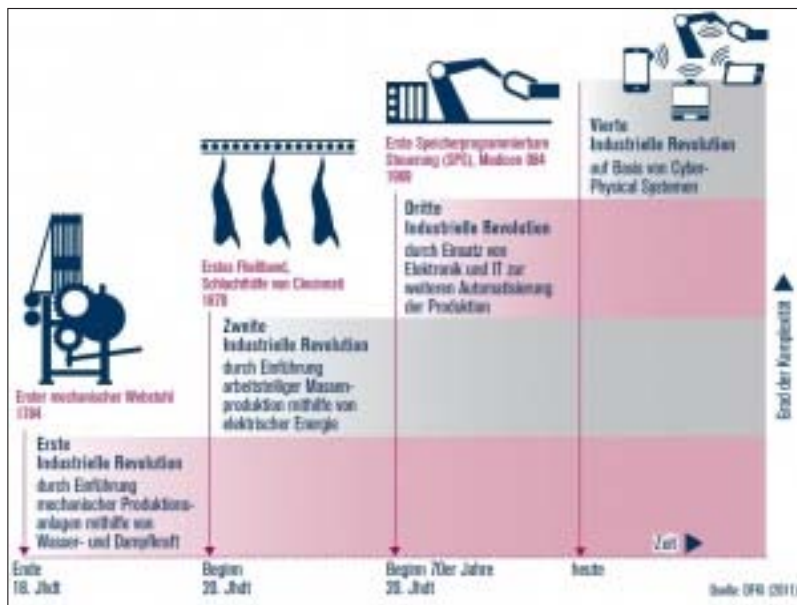 Vierte
Industrielle Revolution
auf Basis von Cyber-
Physical Systemen
Erste Speicherprogrammierbare
Steuerung (SPS), Modicon 084
1969
Dritte
Industrielle Revolution
durch Einsatz von
Elektronik und IT zur
weiteren Automatisierung
der Produktion
Erstes Fließband,
Schlachthöfe von Cincinnati
1870
Zweite
Industrielle Revolution
durch Einführung
arbeitsteiliger Massen-
produktion mithilfe von
elektrischer Energie
Erster mechanischer Webstuhl
1784
Erste
Industrielle Revolution
durch Einführung
mechanischer Produktions-
anlagen mithilfe von
Wasser- und Dampfkraft
Grad der Komplexität
Zeit
Ende
18. Jhdt
Beginn
20. Jhdt
Beginn 70er Jahre
20. Jhdt
heute
Quelle: DFKI (2011)